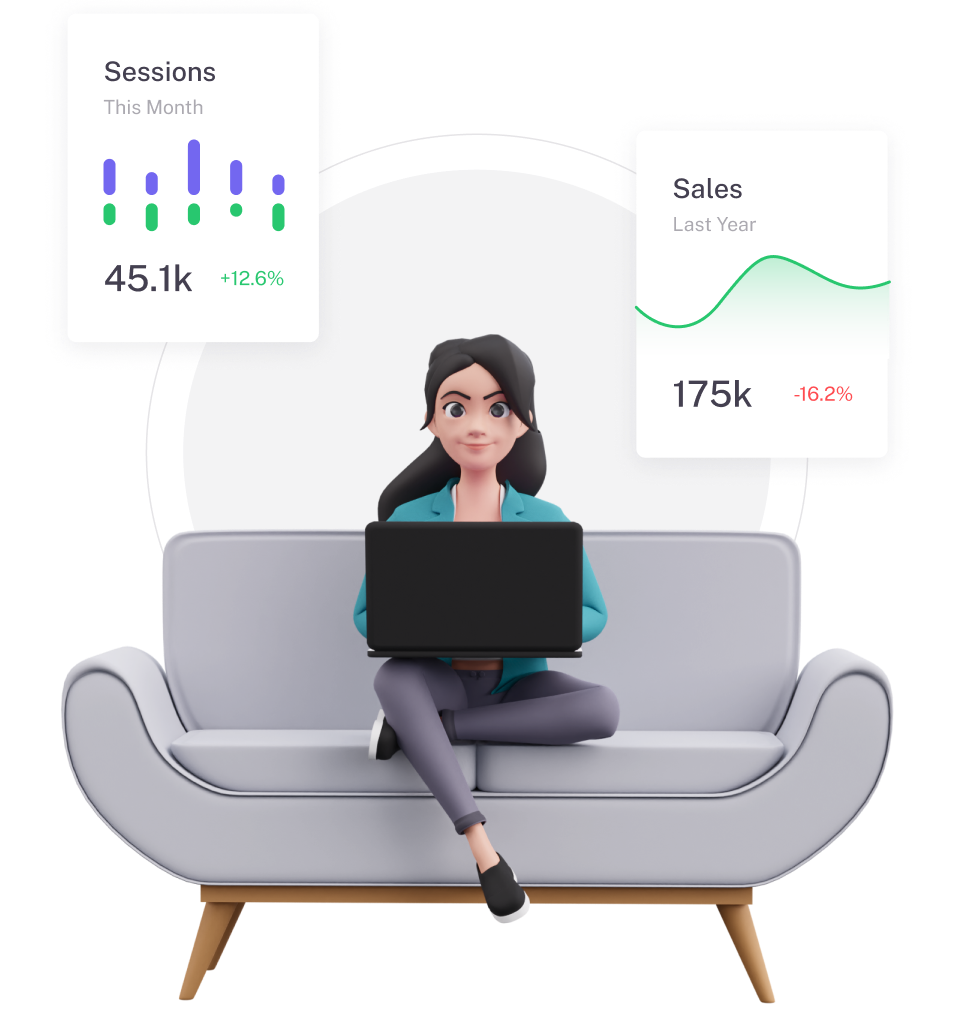 Sessions
This Month
45.1k
+12.6%
Sales
Last Year
175k
-16.2%